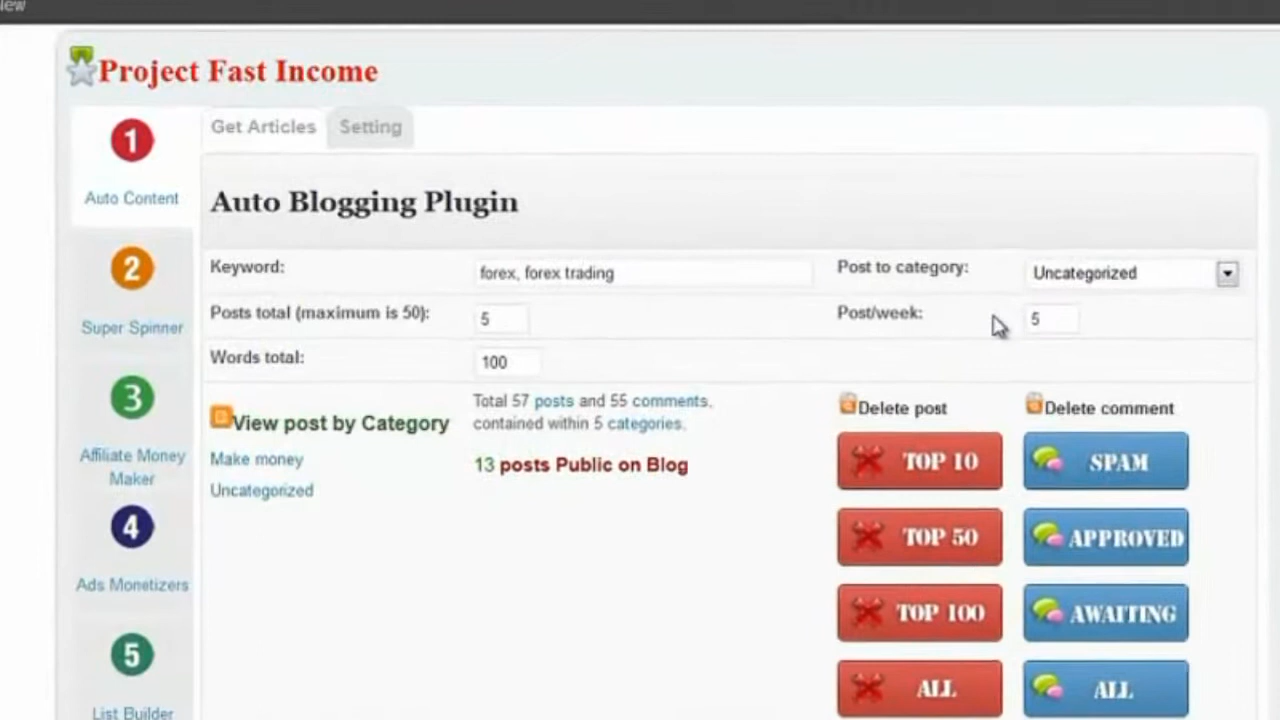 New
Project Fast Income
1
Auto Content
2
Super Spinner
3
Affiliate Money
Maker
4
Ads Monetizers
5
List Builder
Get Articles Setting
Auto Blogging Plugin
Keyword: forex, forex trading Post to category: Uncategorized
Posts total (maximum is 50): 5 Post/week: 5
Words total: 100
View post by Category
Make money
Uncategorized
Total 57 posts and 55 comments,
contained within 5 categories.
13 posts Public on Blog
Delete post Delete comment
TOP 10 SPAM
TOP 50 APPROVED
TOP 100 AWAITING
ALL ALL